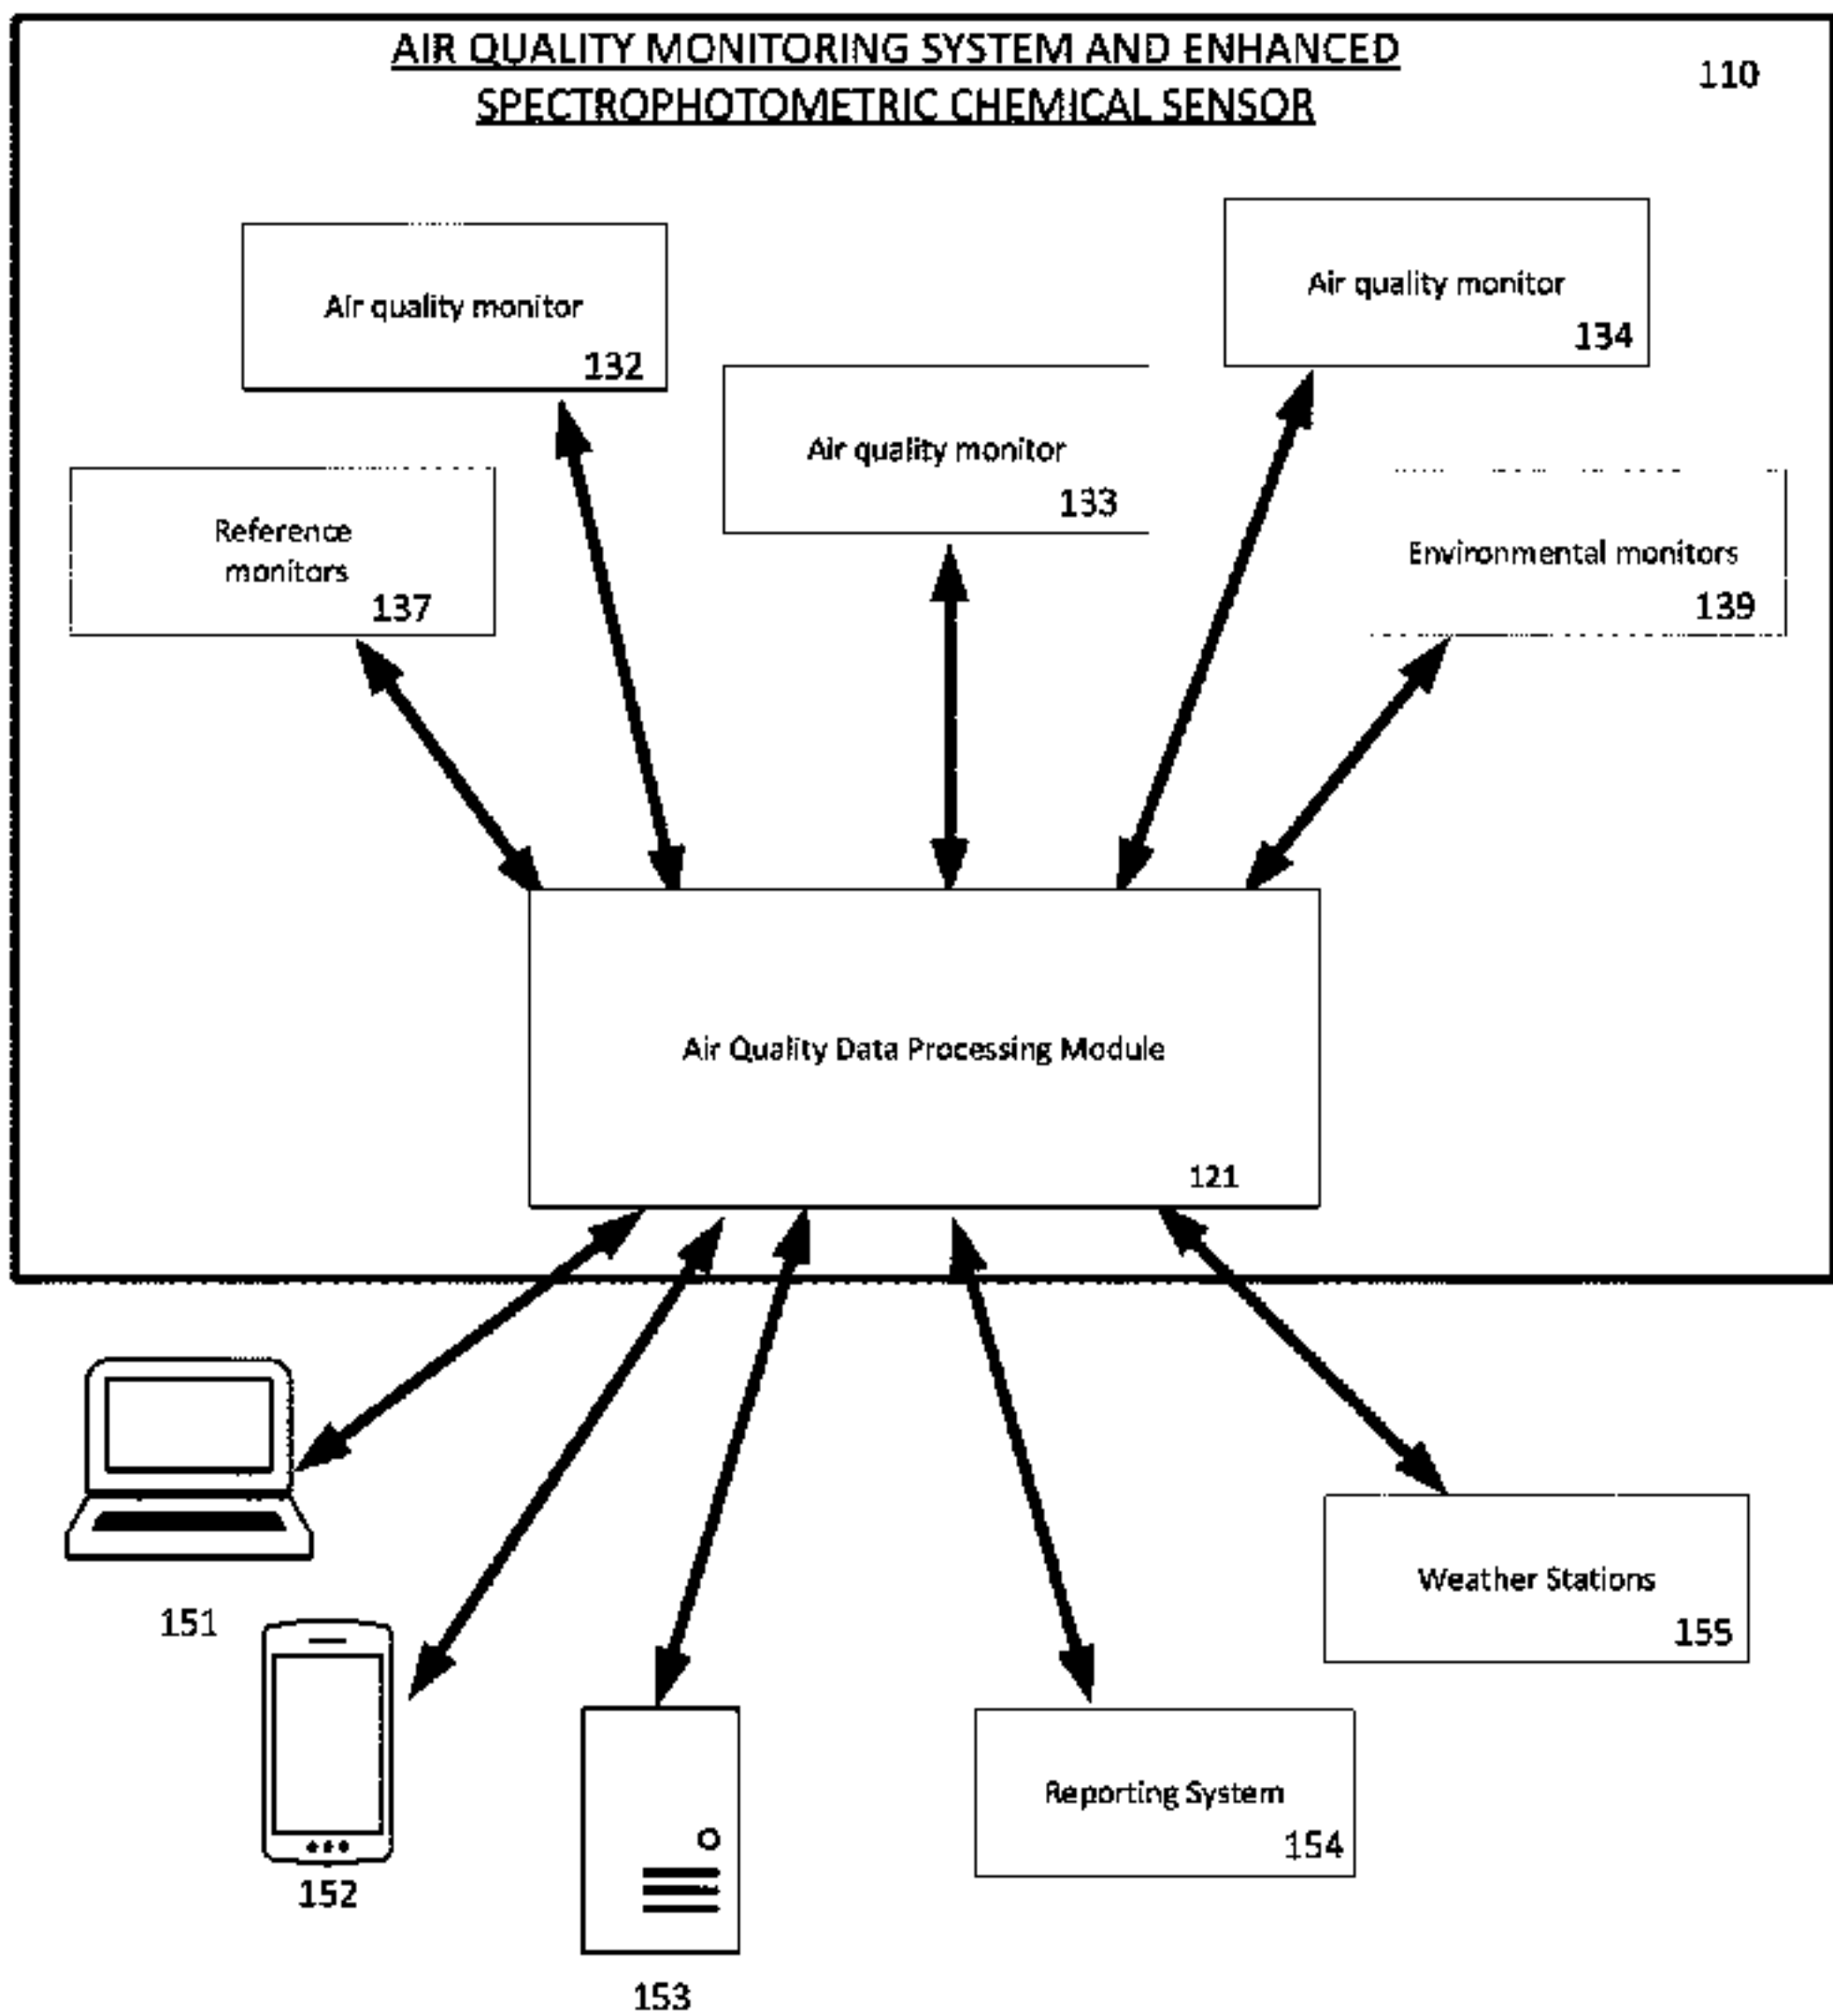 AIR QUALITY MONITORING SYSTEM AND ENHANCED
SPECTROPHOTOMETRIC CHEMICAL SENSOR
110
Air quality monitor
132
Air quality monitor
133
Air quality monitor
134
Reference
monitors
137
Environmental monitors
139
Air Quality Data Processing Module
121
151
152
153
Reporting System
154
Weather Stations
155